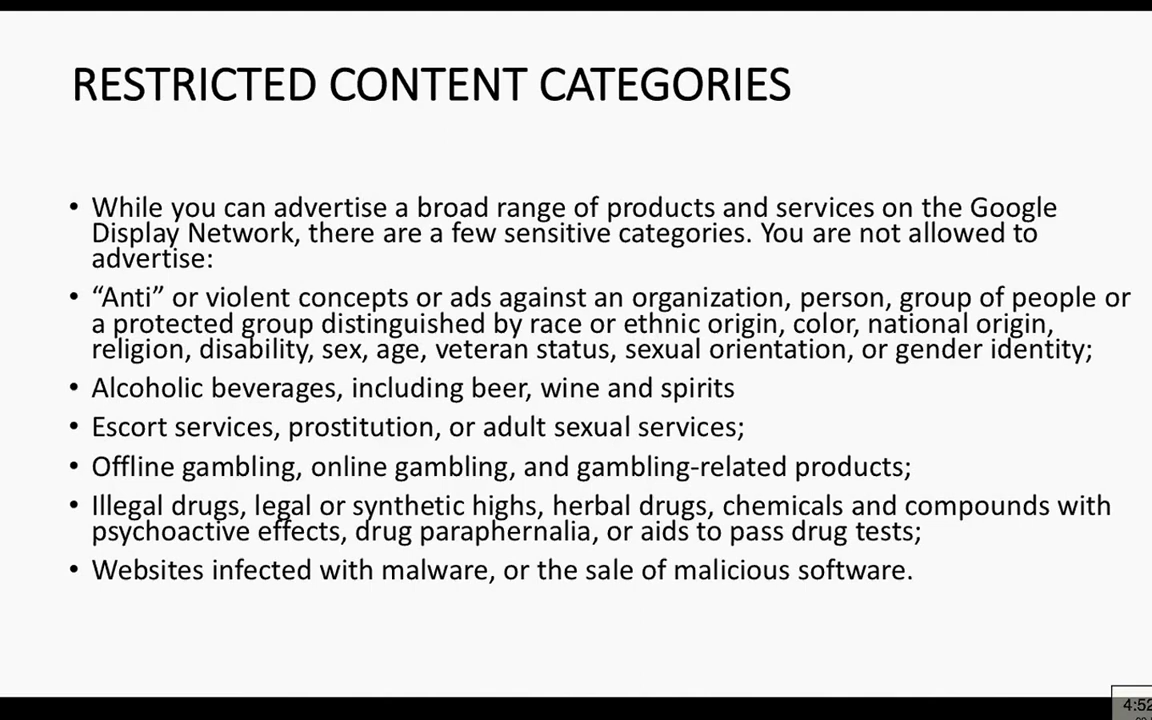 RESTRICTED CONTENT CATEGORIES
• While you can advertise a broad range of products and services on the Google
Display Network, there are a few sensitive categories. You are not allowed to
advertise:
• “Anti” or violent concepts or ads against an organization, person, group of people or
a protected group distinguished by race or ethnic origin, color, national origin,
religion, disability, sex, age, veteran status, sexual orientation, or gender identity;
• Alcoholic beverages, including beer, wine and spirits
• Escort services, prostitution, or adult sexual services;
• Offline gambling, online gambling, and gambling-related products;
• Illegal drugs, legal or synthetic highs, herbal drugs, chemicals and compounds with
psychoactive effects, drug paraphernalia, or aids to pass drug tests;
• Websites infected with malware, or the sale of malicious software.
4:52